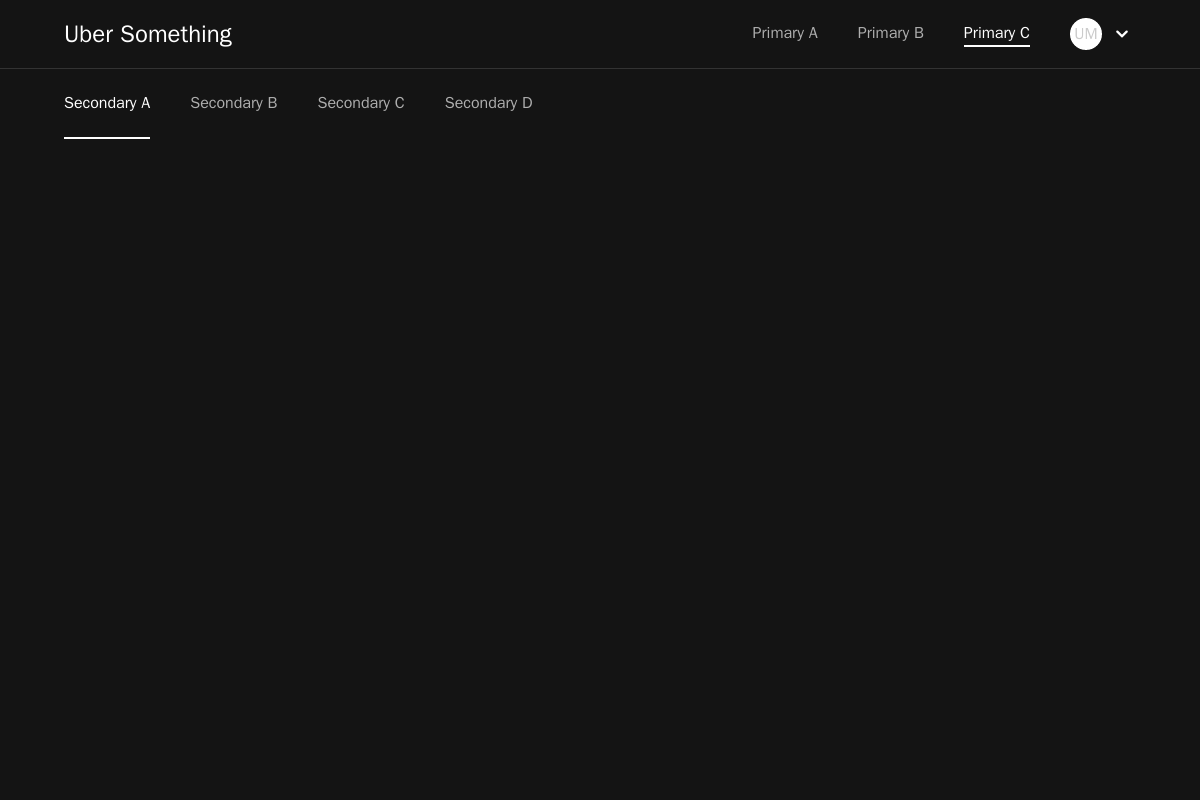 Uber Something
Primary A
Primary B
Primary C
UM
Secondary A
Secondary B
Secondary C
Secondary D